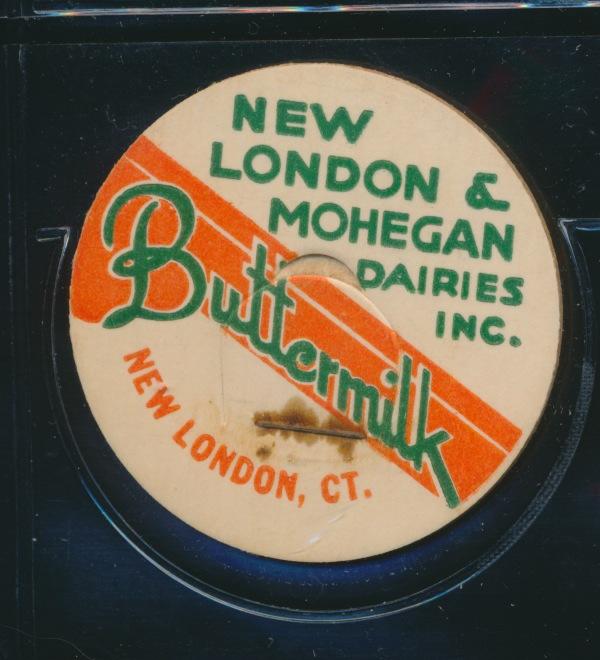 NEW
LONDON &
MOHEGAN
DAIRIES
INC.
Buttermilk
NEW LONDON, CT.